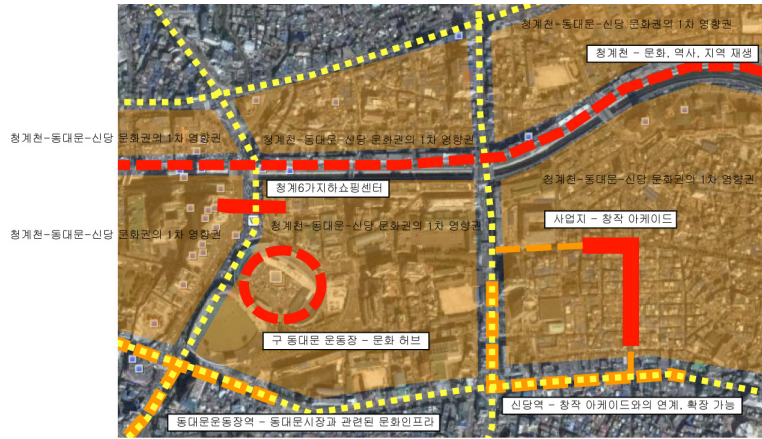 청계천-동대문-신당 문화권의 1차 영향권
청계천 - 문화, 역사, 지역 재생
청계천-동대문-신당 문화권의 1차 영향권
청계천-동대문-신당 문화권의 1차 영향권
청계천-동대문-신당 문화권의 1차 영향권
청계6가지하쇼핑센터
사업지 - 창작 아케이드
청계천-동대문-신당 문화권의 1차 영향권
청계천-동대문-신당 문화권의 1차 영향권
구 동대문 운동장 - 문화 허브
신당역 - 창작 아케이드와의 연계, 확장 가능
동대문운동장역 - 동대문시장과 관련된 문화인프라